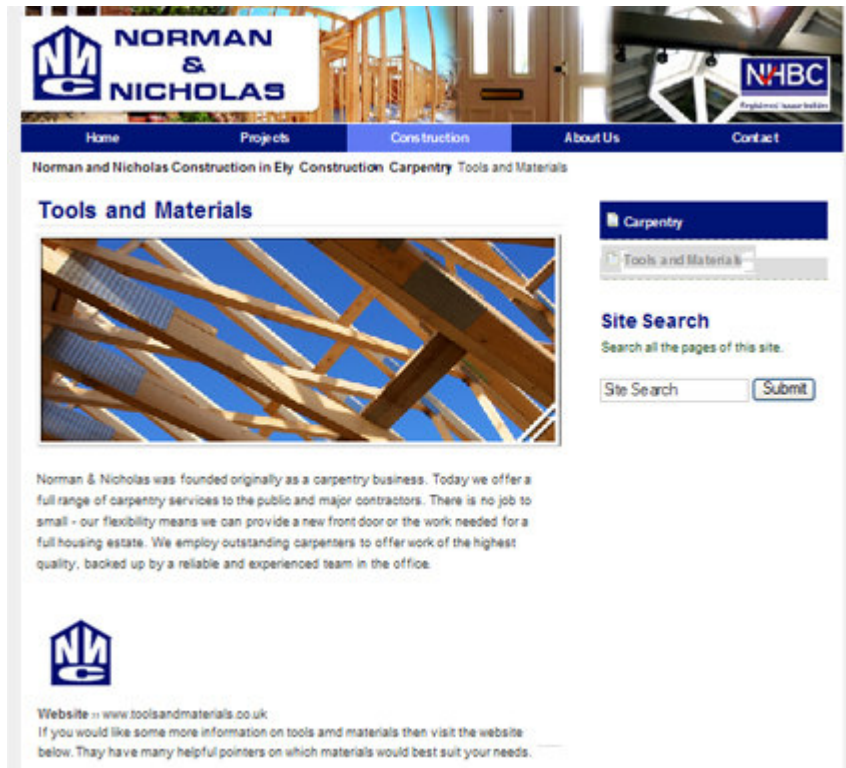 NORMAN
&
NICHOLAS
NHBC
Registered house-builder
Home Projects Construction About Us Contact
Norman and Nicholas Construction in Ely Construction Carpentry Tools and Materials
Tools and Materials
Carpentry
Tools and Materials
Site Search
Search all the pages of this site.
Site Search Submit
Norman & Nicholas was founded originally as a carpentry business. Today we offer a
full range of carpentry services to the public and major contractors. There is no job to
small - our flexibility means we can provide a new front door or the work needed for a
full housing estate. We employ outstanding carpenters to offer work of the highest
quality, backed up by a reliable and experienced team in the office.
NNC
Website :: www.toolsandmaterials.co.uk
If you would like some more information on tools amd materials then visit the website
below. Thay have many helpful pointers on which materials would best suit your needs.